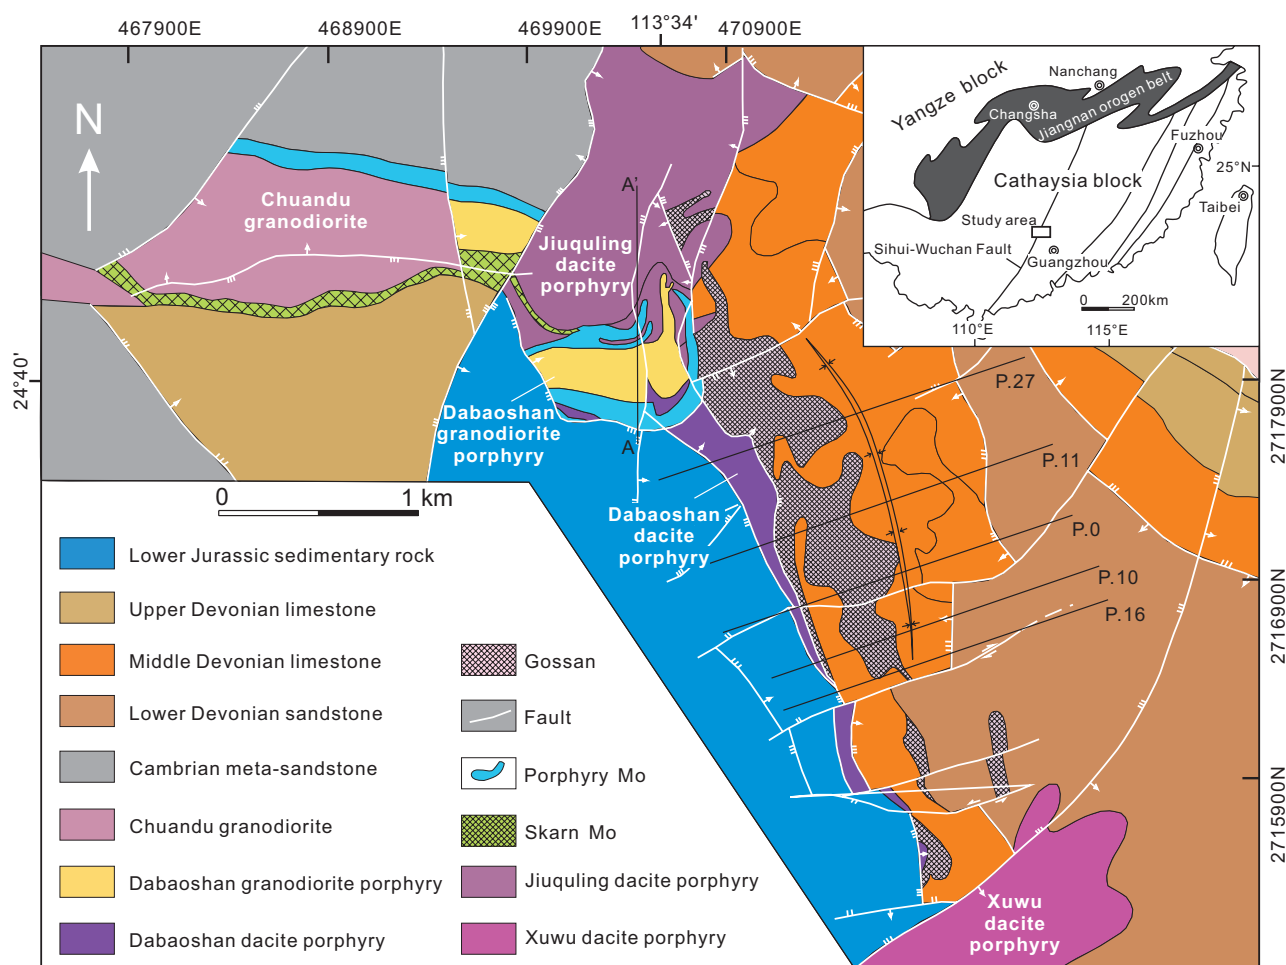 467900E
468900E
469900E
113°34'
470900E
N
24°40'
2717900N
2716900N
2715900N
Yangze block
Nanchang
Changsha
Jiangnan orogen belt
Fuzhou
25°N
Cathaysia block
Taibei
Study area
Sihui-Wuchan Fault
Guangzhou
0 200km
110°E
115°E
Chuandu
granodiorite
A'
Jiuquling
dacite
porphyry
Dabaoshan
granodiorite
porphyry
A
P.27
P.11
P.0
P.10
P.16
Dabaoshan
dacite
porphyry
Xuwu
dacite
porphyry
0 1 km
Lower Jurassic sedimentary rock
Upper Devonian limestone
Middle Devonian limestone
Lower Devonian sandstone
Cambrian meta-sandstone
Chuandu granodiorite
Dabaoshan granodiorite porphyry
Dabaoshan dacite porphyry
Gossan
Fault
Porphyry Mo
Skarn Mo
Jiuquling dacite porphyry
Xuwu dacite porphyry